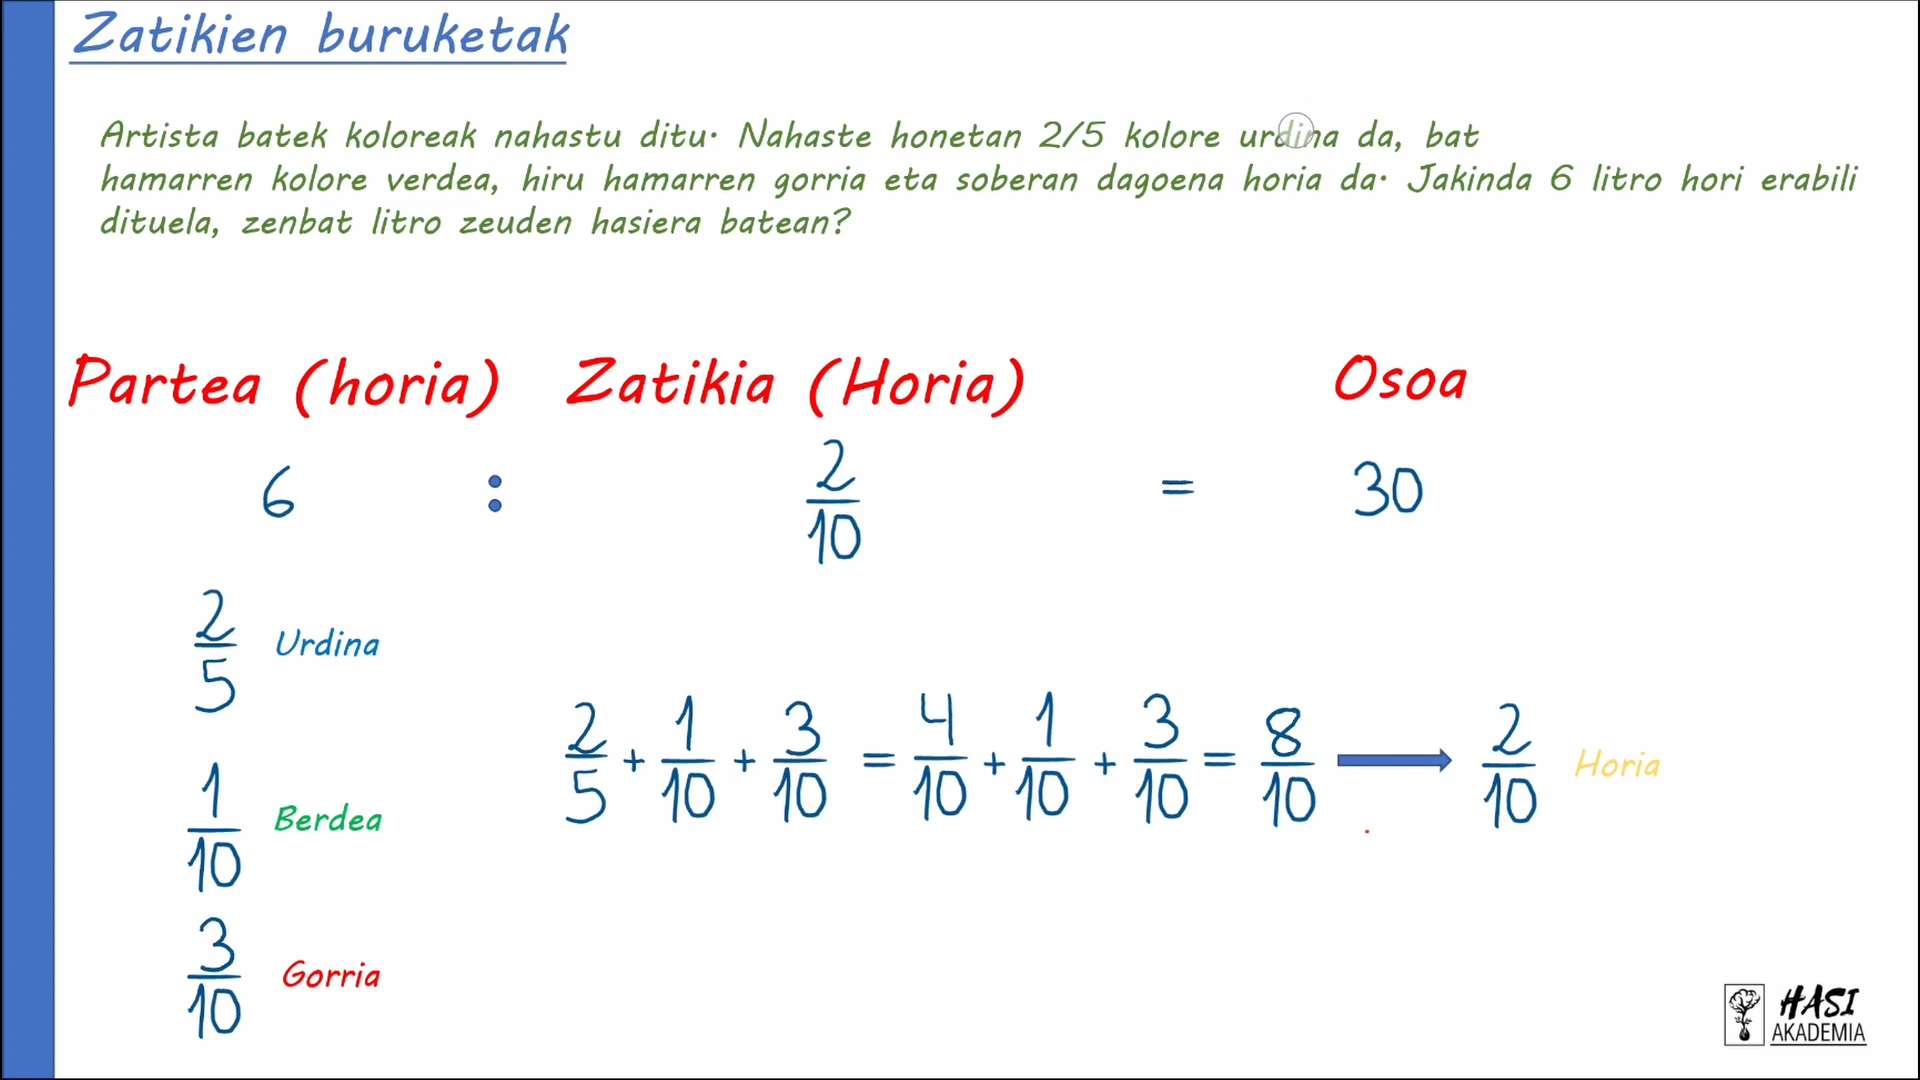 Zatikien buruketak
Artista batek koloreak nahastu ditu. Nahaste honetan 2/5 kolore urdina da, bat
hamarren kolore verdea, hiru hamarren gorria eta soberan dagoena horia da. Jakinda 6 litro hori erabili
dituela, zenbat litro zeuden hasiera batean?
Partea (horia) Zatikia (Horia) Osoa
6 : 2/10 = 30
2/5 Urdina
2/5 + 1/10 + 3/10 = 4/10 + 1/10 + 3/10 = 8/10 → 2/10 Horia
1/10 Berdea
3/10 Gorria
HASI
AKADEMIA